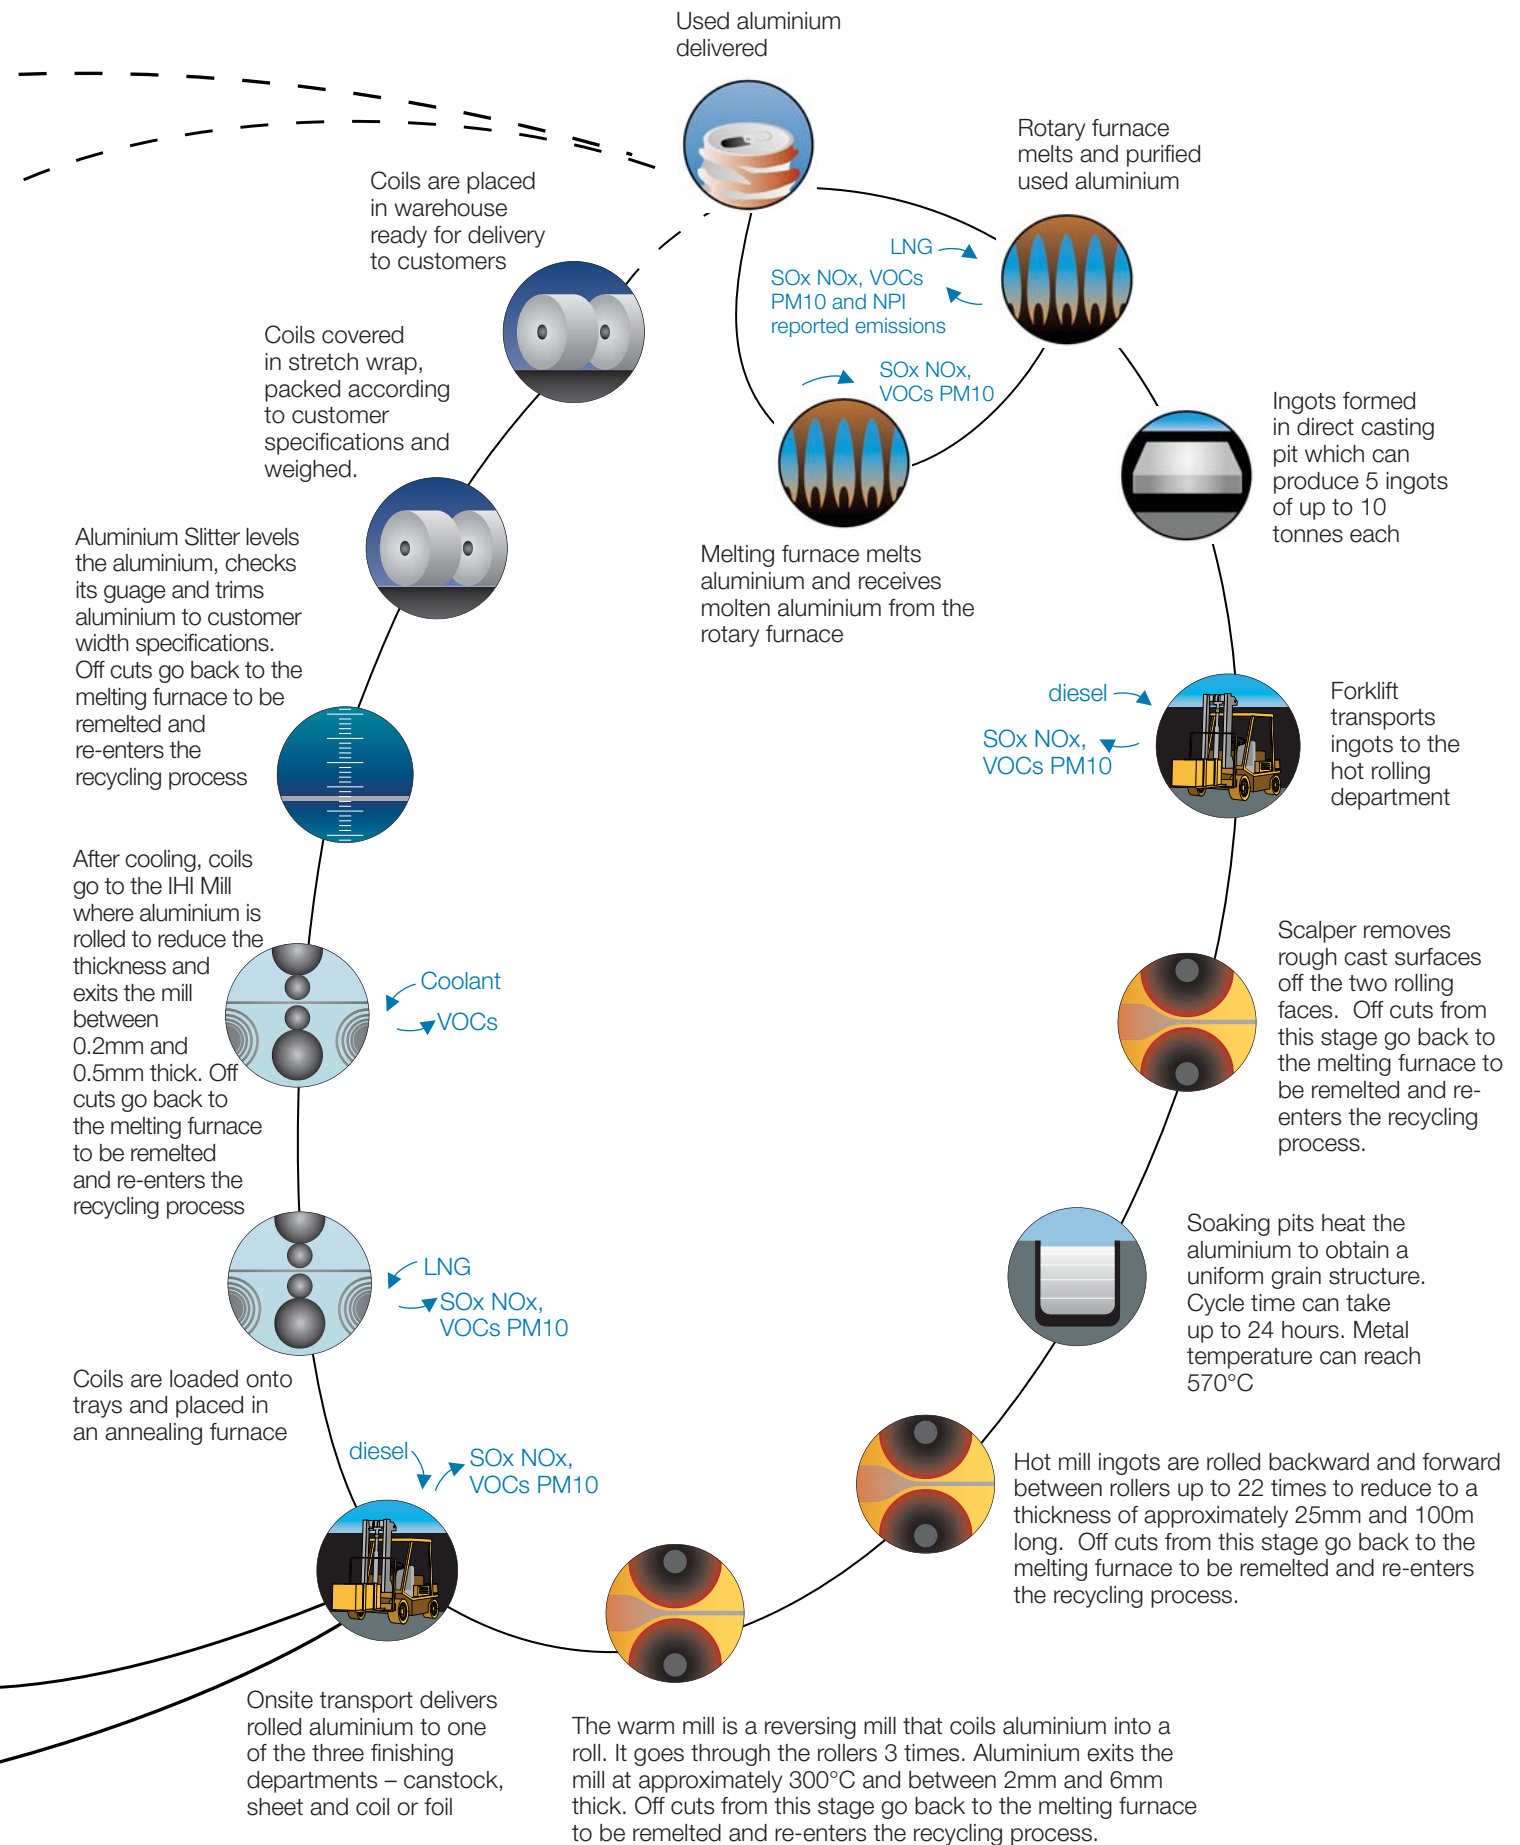 Used aluminium
delivered
Rotary furnace
melts and purified
used aluminium
LNG
SOx NOx, VOCs
PM10 and NPI
reported emissions
SOx NOx,
VOCs PM10
Melting furnace melts
aluminium and receives
molten aluminium from the
rotary furnace
Ingots formed
in direct casting
pit which can
produce 5 ingots
of up to 10
tonnes each
diesel
SOx NOx,
VOCs PM10
Forklift
transports
ingots to the
hot rolling
department
Scalper removes
rough cast surfaces
off the two rolling
faces. Off cuts from
this stage go back to
the melting furnace to
be remelted and re-
enters the recycling
process.
Soaking pits heat the
aluminium to obtain a
uniform grain structure.
Cycle time can take
up to 24 hours. Metal
temperature can reach
570°C
Hot mill ingots are rolled backward and forward
between rollers up to 22 times to reduce to a
thickness of approximately 25mm and 100m
long. Off cuts from this stage go back to the
melting furnace to be remelted and re-enters
the recycling process.
The warm mill is a reversing mill that coils aluminium into a
roll. It goes through the rollers 3 times. Aluminium exits the
mill at approximately 300°C and between 2mm and 6mm
thick. Off cuts from this stage go back to the melting furnace
to be remelted and re-enters the recycling process.
Onsite transport delivers
rolled aluminium to one
of the three finishing
departments – canstock,
sheet and coil or foil
diesel
SOx NOx,
VOCs PM10
Coils are loaded onto
trays and placed in
an annealing furnace
LNG
SOx NOx,
VOCs PM10
After cooling, coils
go to the IHI Mill
where aluminium is
rolled to reduce the
thickness and
exits the mill
between
0.2mm and
0.5mm thick. Off
cuts go back to
the melting furnace
to be remelted
and re-enters the
recycling process
Coolant
VOCs
Aluminium Slitter levels
the aluminium, checks
its guage and trims
aluminium to customer
width specifications.
Off cuts go back to the
melting furnace to be
remelted and
re-enters the
recycling process
Coils covered
in stretch wrap,
packed according
to customer
specifications and
weighed.
Coils are placed
in warehouse
ready for delivery
to customers